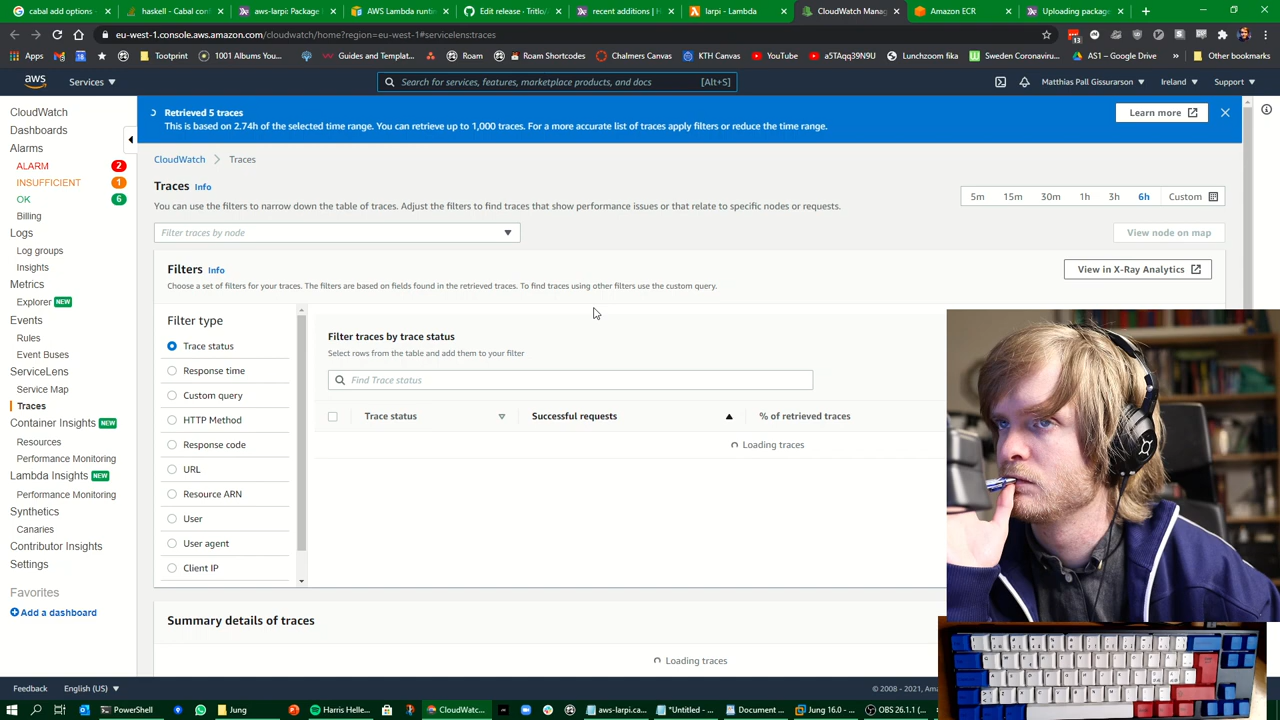 cabal add options
haskell - Cabal con
aws-larpi: Package
AWS Lambda runtim
Edit release · Tritlo/
recent additions | H
larpi - Lambda
CloudWatch Manag
Amazon ECR
Uploading package
eu-west-1.console.aws.amazon.com/cloudwatch/home?region=eu-west-1#servicelens:traces
13
Apps
Tootprint
1001 Albums You...
Guides and Templat...
Roam Shortcodes
Chalmers Canvas
KTH Canvas
YouTube
a5TAqq39N9U
Lunchzoom fika
Sweden Coronaviru...
AS1 – Google Drive
Other bookmarks
aws
Services
Search for services, features, marketplace products, and docs
[Alt+S]
Matthias Pall Gissurarson
Ireland
Support
CloudWatch
Dashboards
Alarms
ALARM 2
INSUFFICIENT 1
OK 6
Billing
Logs
Log groups
Insights
Metrics
Explorer NEW
Events
Rules
Event Buses
ServiceLens
Service Map
Traces
Container Insights NEW
Resources
Performance Monitoring
Lambda Insights NEW
Performance Monitoring
Synthetics
Canaries
Contributor Insights
Settings
Favorites
Add a dashboard
Retrieved 5 traces
This is based on 2.74h of the selected time range. You can retrieve up to 1,000 traces. For a more accurate list of traces apply filters or reduce the time range.
Learn more
CloudWatch > Traces
Traces Info
You can use the filters to narrow down the table of traces. Adjust the filters to find traces that show performance issues or that relate to specific nodes or requests.
5m 15m 30m 1h 3h 6h Custom
Filter traces by node
View node on map
Filters Info
Choose a set of filters for your traces. The filters are based on fields found in the retrieved traces. To find traces using other filters use the custom query.
View in X-Ray Analytics
Filter type
Trace status
Response time
Custom query
HTTP Method
Response code
URL
Resource ARN
User
User agent
Client IP
Filter traces by trace status
Select rows from the table and add them to your filter
Find Trace status
Trace status
Successful requests
% of retrieved traces
Loading traces
Summary details of traces
Loading traces
Feedback
English (US)
© 2008 - 2021, Ama
PowerShell
Jung
Harris Helle...
CloudWatc...
aws-larpi.ca...
*Untitled - ...
Document ...
Jung 16.0 - ...
OBS 26.1.1 (...